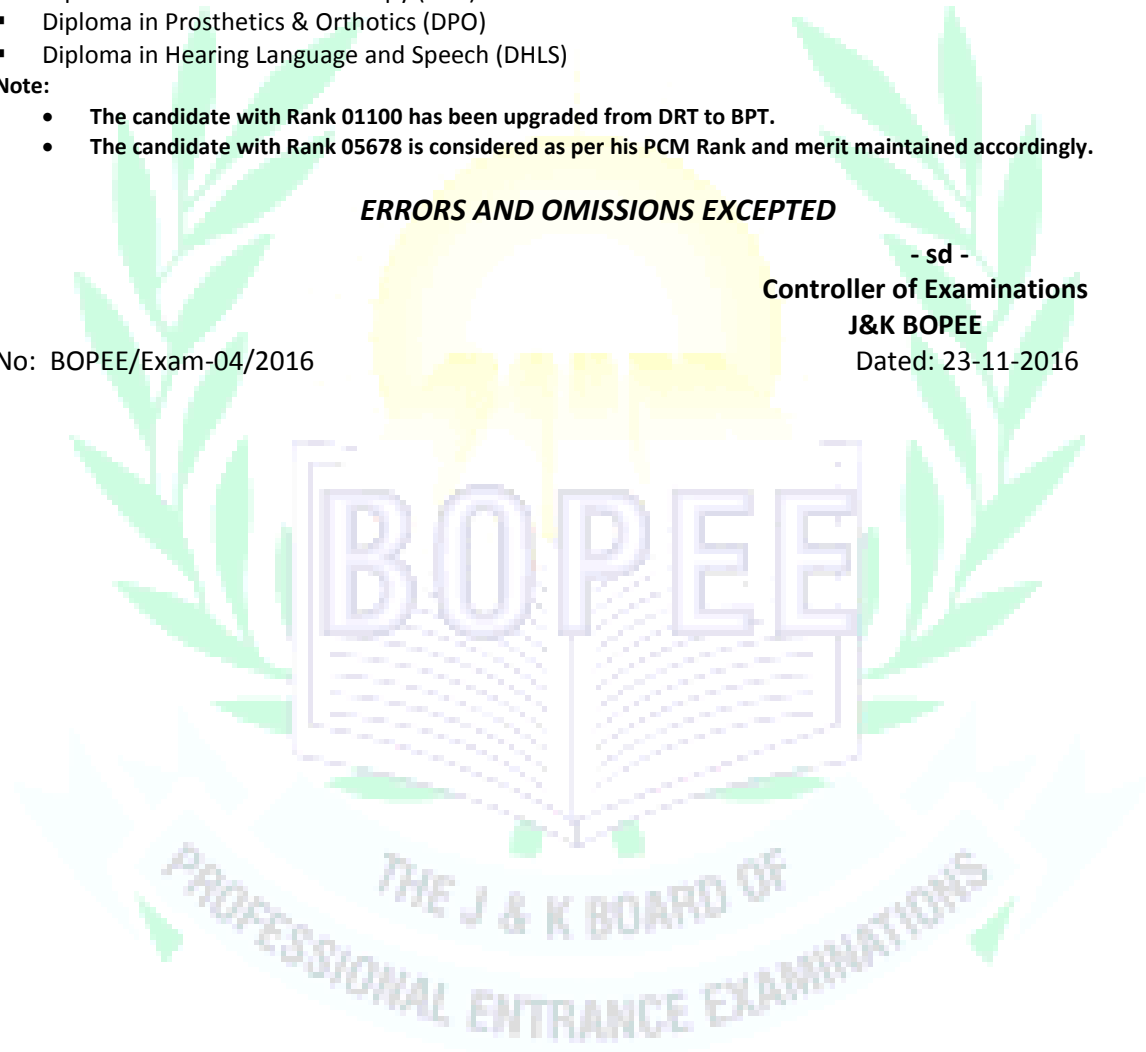 ▪ Diploma in Prosthetics & Orthotics (DPO)
▪ Diploma in Hearing Language and Speech (DHLS)
Note:
• The candidate with Rank 01100 has been upgraded from DRT to BPT.
• The candidate with Rank 05678 is considered as per his PCM Rank and merit maintained accordingly.
ERRORS AND OMISSIONS EXCEPTED
- sd -
Controller of Examinations
J&K BOPEE
No: BOPEE/Exam-04/2016 Dated: 23-11-2016
BOPEE
THE J & K BOARD OF
PROFESSIONAL ENTRANCE EXAMINATIONS